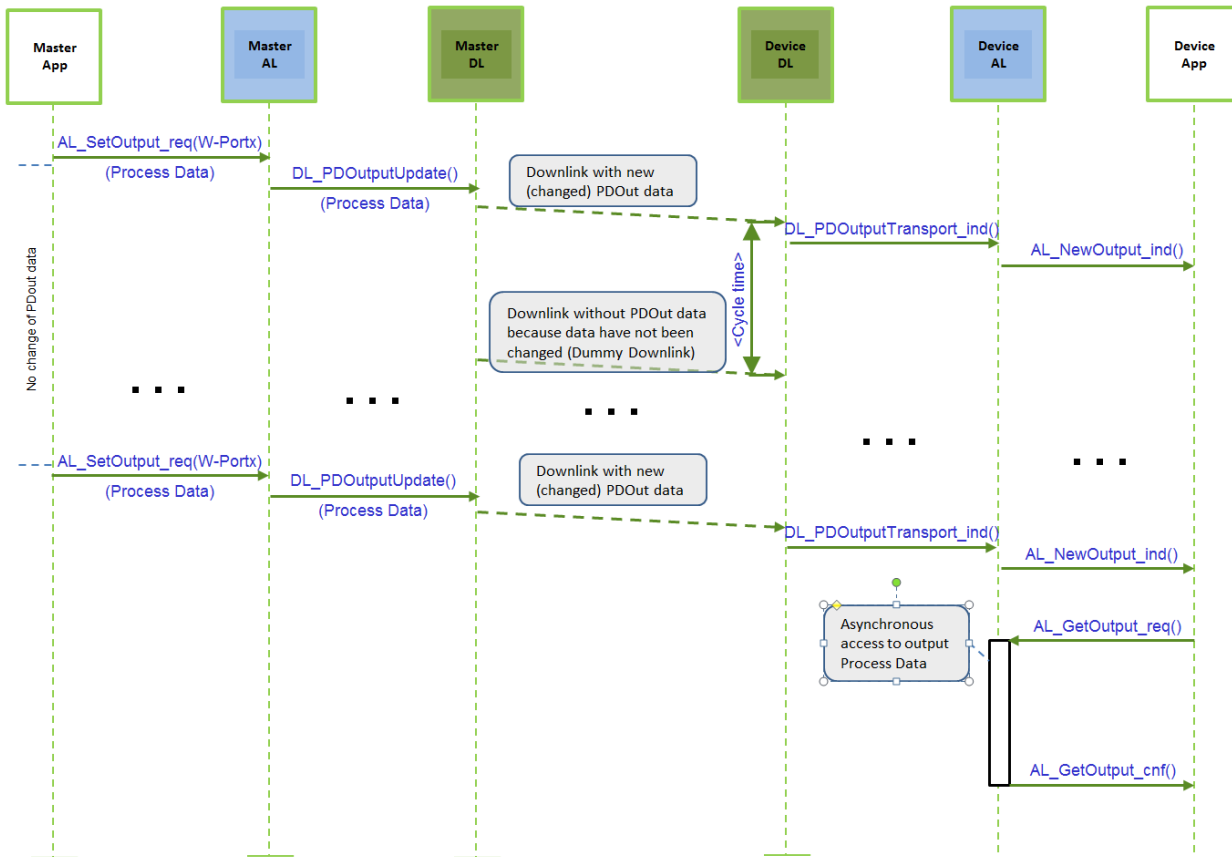 Master
App
Master
AL
Master
DL
Device
DL
Device
AL
Device
App
AL_SetOutput_req(W-Portx)
(Process Data)
DL_PDOutputUpdate()
(Process Data)
Downlink with new
(changed) PDOut data
DL_PDOutputTransport_ind()
AL_NewOutput_ind()
<Cycle time>
No change of PDout data
Downlink without PDOut data
because data have not been
changed (Dummy Downlink)
. . .
. . .
. . .
. . .
. . .
AL_SetOutput_req(W-Portx)
(Process Data)
DL_PDOutputUpdate()
(Process Data)
Downlink with new
(changed) PDOut data
DL_PDOutputTransport_ind()
AL_NewOutput_ind()
Asynchronous
access to output
Process Data
AL_GetOutput_req()
AL_GetOutput_cnf()